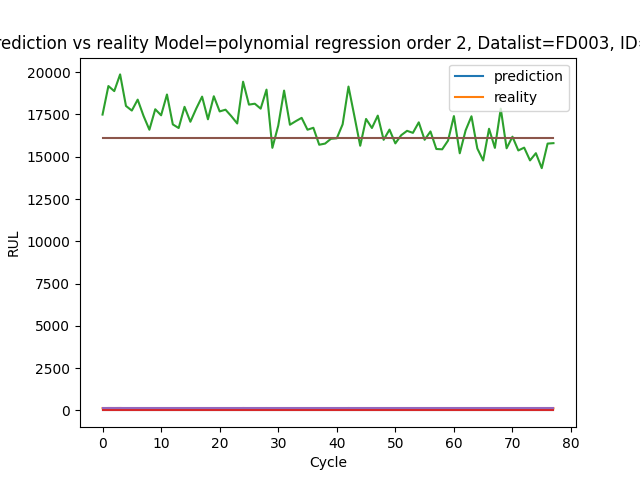 rediction vs reality Model=polynomial regression order 2, Datalist=FD003, ID=
prediction
reality
20000
17500
15000
12500
10000
7500
5000
2500
0
RUL
0 10 20 30 40 50 60 70 80
Cycle